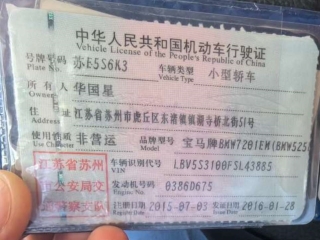 中华人民共和国机动车行驶证
Vehicle License of the People's Republic of China
号牌号码 苏E556K3 车辆类型 小型轿车
Plate No. Vehicle Type
所有人 华国星
Owner
住址 江苏省苏州市虎丘区东渚镇镇湖寺桥北街51号
使用性质 非营运 品牌型号 宝马牌BMW7201EM(BMW525
Use Character
江苏省苏州 车辆识别代号 LBV5S3100FSL43885
VIN
市公安局交 发动机号码 0386D675
通警察支队 注册日期 2015-07-03 发证日期 2016-01-28
Register Date Issue Date